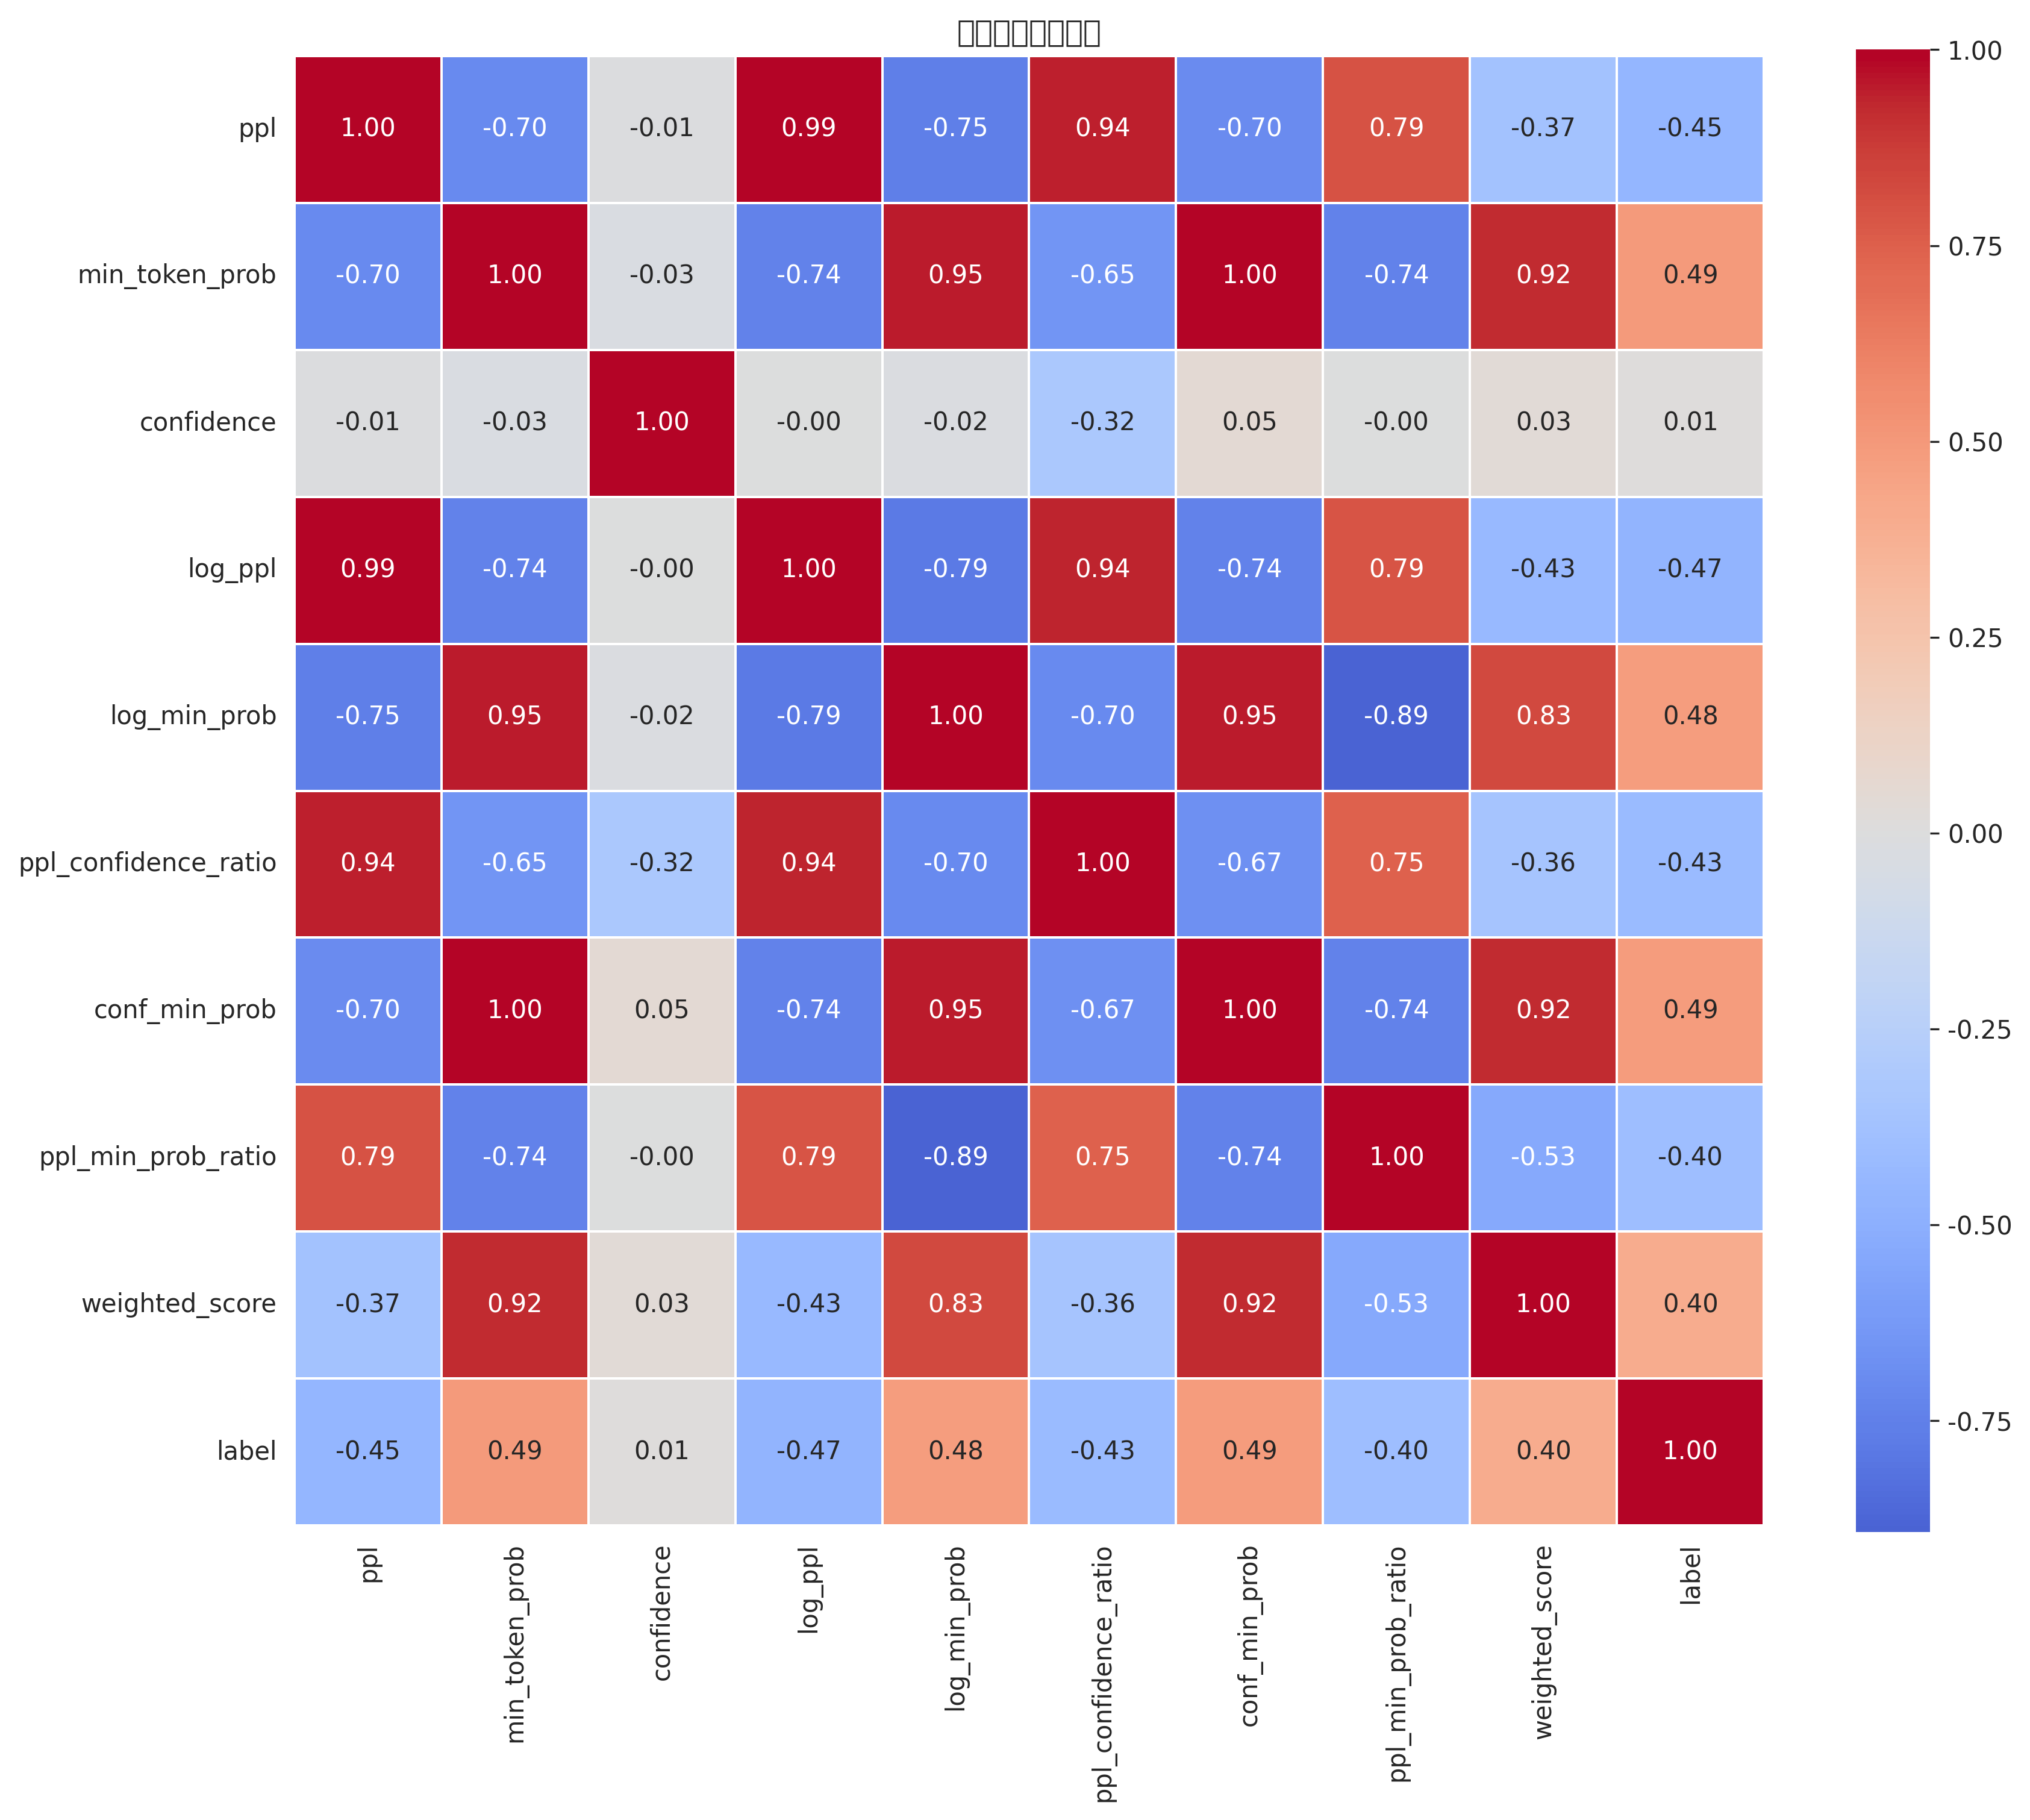 1.00
ppl 1.00 -0.70 -0.01 0.99 -0.75 0.94 -0.70 0.79 -0.37 -0.45
0.75
min_token_prob -0.70 1.00 -0.03 -0.74 0.95 -0.65 1.00 -0.74 0.92 0.49
confidence -0.01 -0.03 1.00 -0.00 -0.02 -0.32 0.05 -0.00 0.03 0.01
0.50
log_ppl 0.99 -0.74 -0.00 1.00 -0.79 0.94 -0.74 0.79 -0.43 -0.47
0.25
log_min_prob -0.75 0.95 -0.02 -0.79 1.00 -0.70 0.95 -0.89 0.83 0.48
0.00
ppl_confidence_ratio 0.94 -0.65 -0.32 0.94 -0.70 1.00 -0.67 0.75 -0.36 -0.43
conf_min_prob -0.70 1.00 0.05 -0.74 0.95 -0.67 1.00 -0.74 0.92 0.49
-0.25
ppl_min_prob_ratio 0.79 -0.74 -0.00 0.79 -0.89 0.75 -0.74 1.00 -0.53 -0.40
-0.50
weighted_score -0.37 0.92 0.03 -0.43 0.83 -0.36 0.92 -0.53 1.00 0.40
-0.75
label -0.45 0.49 0.01 -0.47 0.48 -0.43 0.49 -0.40 0.40 1.00
ppl
min_token_prob
confidence
log_ppl
log_min_prob
ppl_confidence_ratio
conf_min_prob
ppl_min_prob_ratio
weighted_score
label